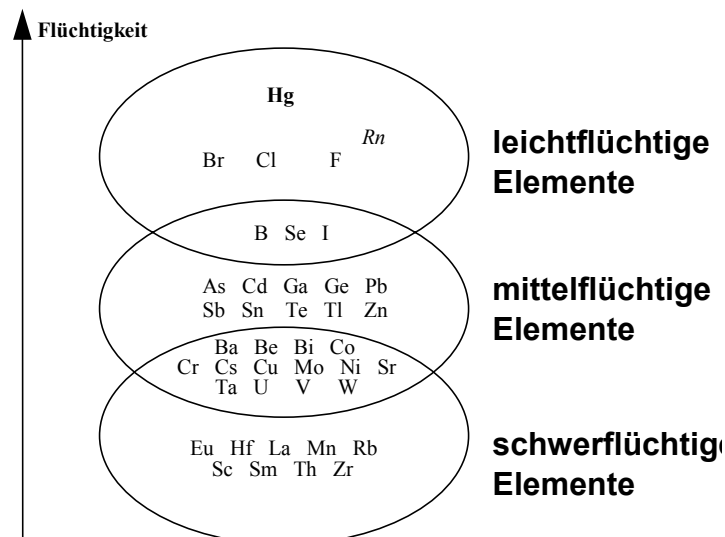 Flüchtigkeit
Hg
Rn
Br Cl F
leichtflüchtige
Elemente
B Se I
As Cd Ga Ge Pb
Sb Sn Te Tl Zn
mittelflüchtige
Elemente
Ba Be Bi Co
Cr Cs Cu Mo Ni Sr
Ta U V W
Eu Hf La Mn Rb
Sc Sm Th Zr
schwerflüchtige
Elemente